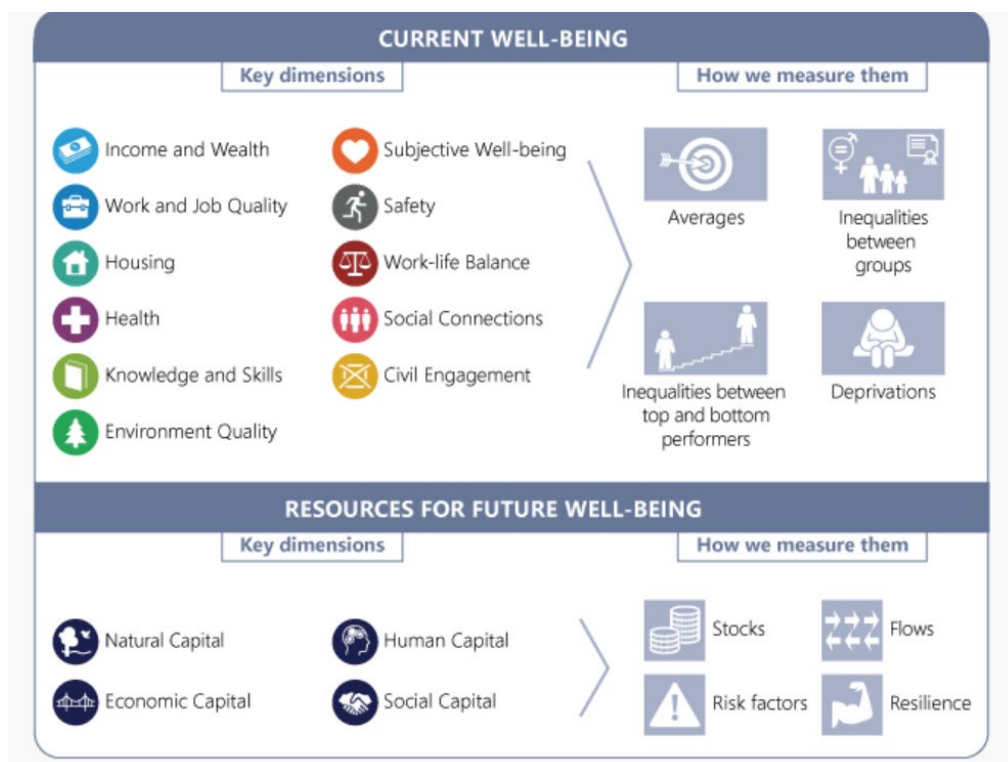 CURRENT WELL-BEING
Key dimensions
How we measure them
Income and Wealth
Work and Job Quality
Housing
Health
Knowledge and Skills
Environment Quality
Subjective Well-being
Safety
Work-life Balance
Social Connections
Civil Engagement
Averages
Inequalities
between
groups
Inequalities between
top and bottom
performers
Deprivations
RESOURCES FOR FUTURE WELL-BEING
Key dimensions
How we measure them
Natural Capital
Economic Capital
Human Capital
Social Capital
Stocks
Flows
Risk factors
Resilience